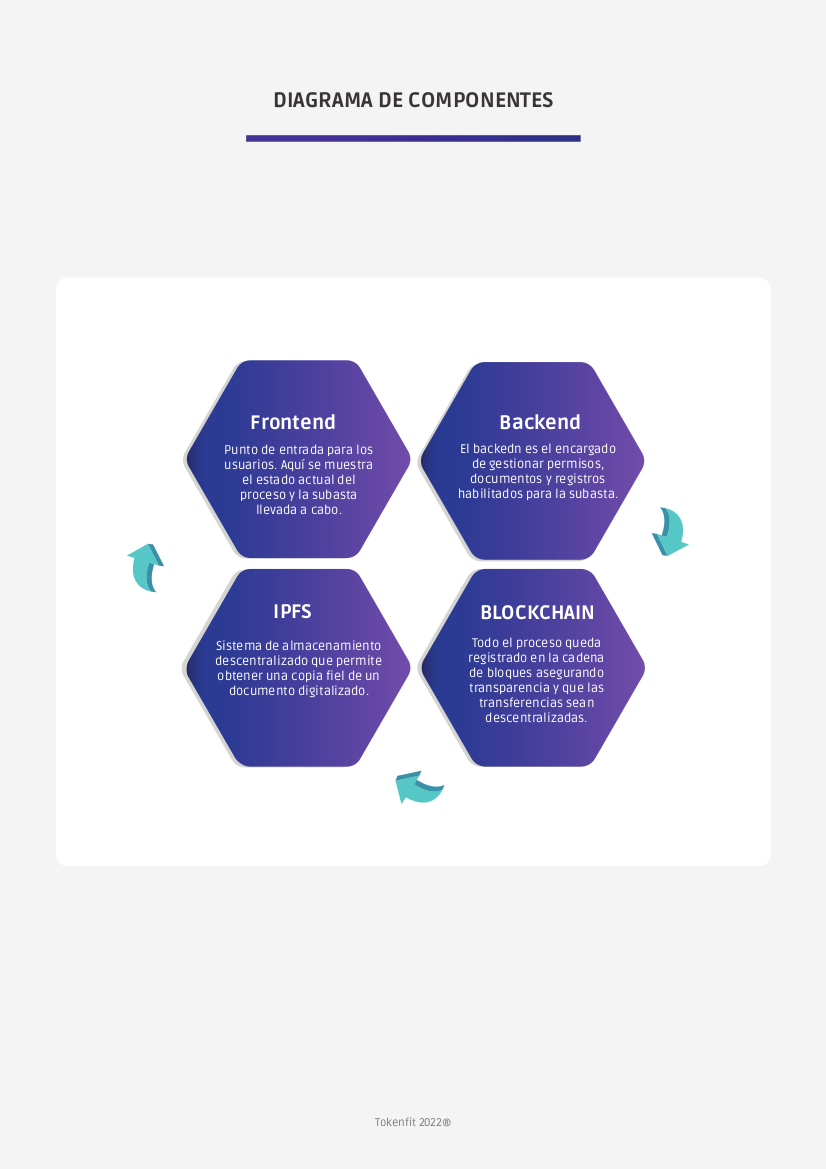 DIAGRAMA DE COMPONENTES
Frontend
Punto de entrada para los
usuarios. Aquí se muestra
el estado actual del
proceso y la subasta
llevada a cabo.
Backend
El backedn es el encargado
de gestionar permisos,
documentos y registros
habilitados para la subasta.
IPFS
Sistema de almacenamiento
descentralizado que permite
obtener una copia fiel de un
documento digitalizado.
BLOCKCHAIN
Todo el proceso queda
registrado en la cadena
de bloques asegurando
transparencia y que las
transferencias sean
descentralizadas.
Tokenfit 2022®